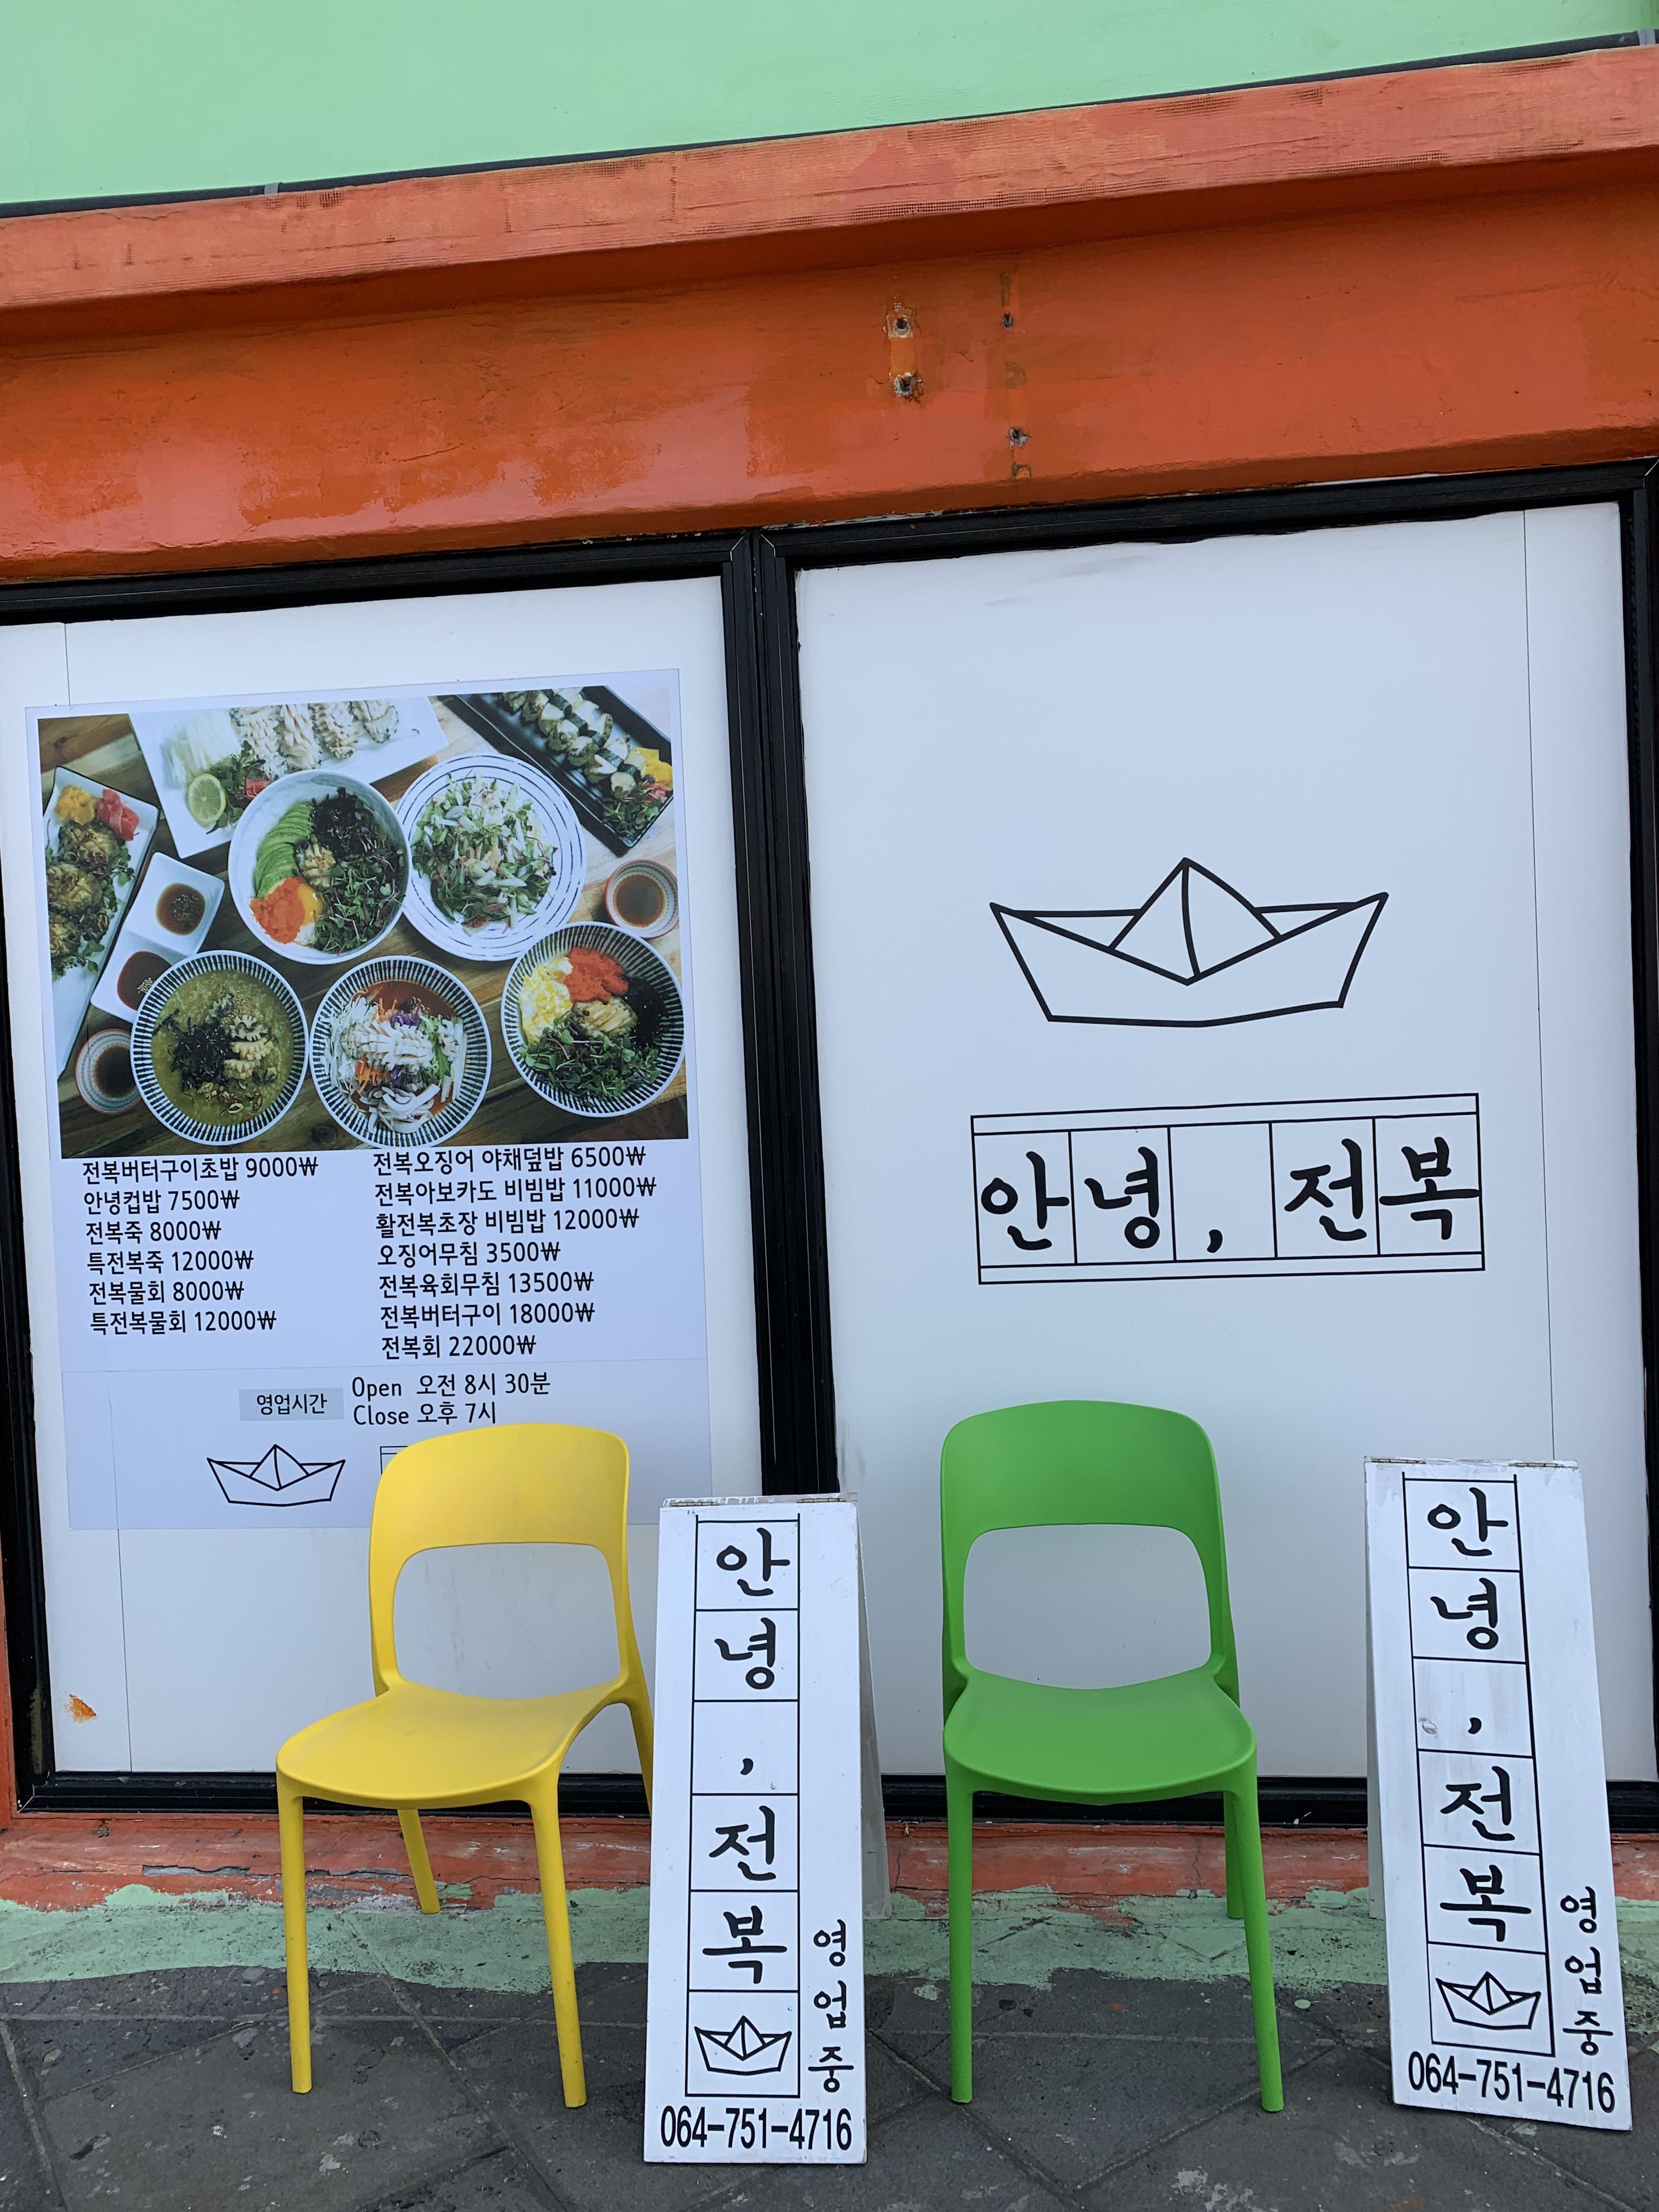 전복버터구이초밥 9000₩
안녕컵밥 7500₩
전복죽 8000₩
특전복죽 12000₩
전복물회 8000₩
특전복물회 12000₩
전복오징어 야채덮밥 6500₩
전복아보카도 비빔밥 11000₩
활전복초장 비빔밥 12000₩
오징어무침 3500₩
전복육회무침 13500₩
전복버터구이 18000₩
전복회 22000₩
영업시간
Open 오전 8시 30분
Close 오후 7시
안녕, 전복
안녕, 전복
영업중
064-751-4716
안녕, 전복
영업중
064-751-4716